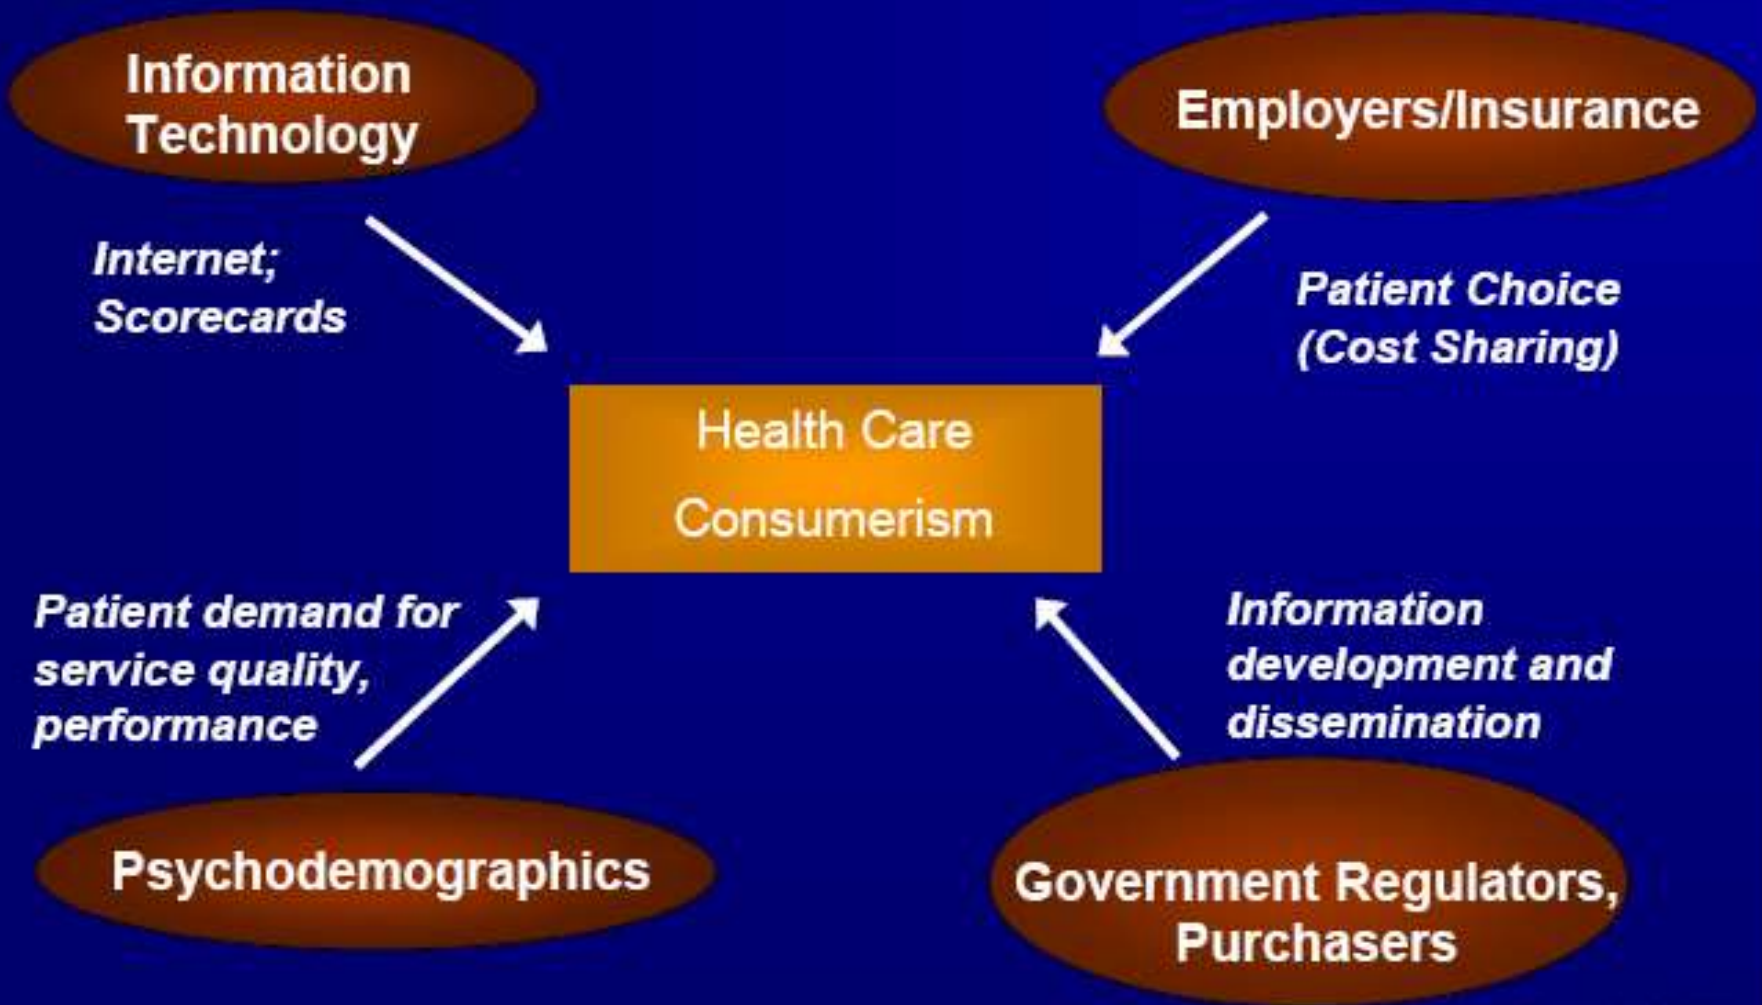 Information
Technology
Employers/Insurance
Internet;
Scorecards
Patient Choice
(Cost Sharing)
Health Care
Consumerism
Patient demand for
service quality,
performance
Information
development and
dissemination
Psychodemographics
Government Regulators,
Purchasers